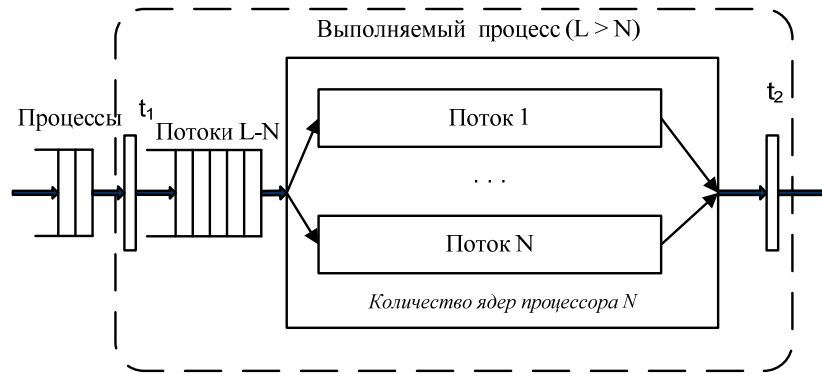 Выполняемый процесс (L > N)
Процессы
t1
Потоки L-N
t2
Поток 1
. . .
Поток N
Количество ядер процессора N